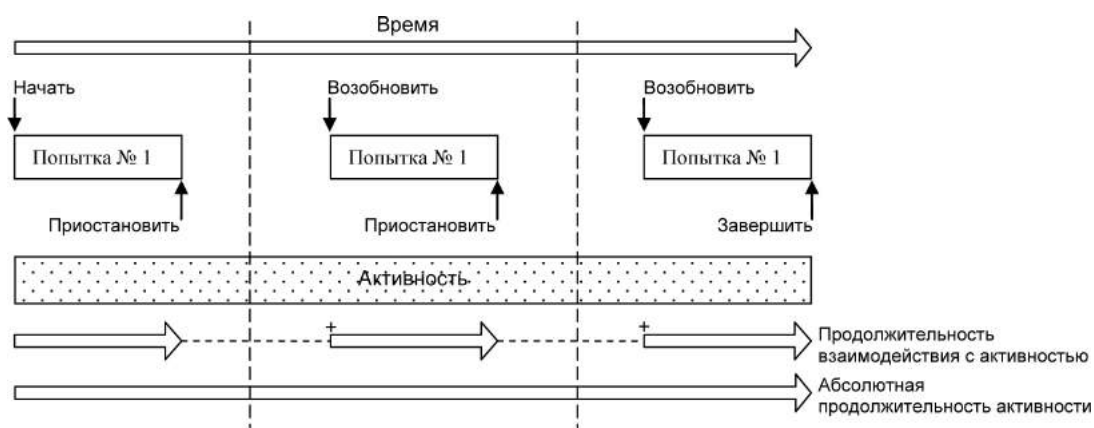 Время
Начать
Возобновить
Возобновить
Попытка № 1
Попытка № 1
Попытка № 1
Приостановить
Приостановить
Завершить
Активность
+
+
Продолжительность
взаимодействия с активностью
Абсолютная
продолжительность активности